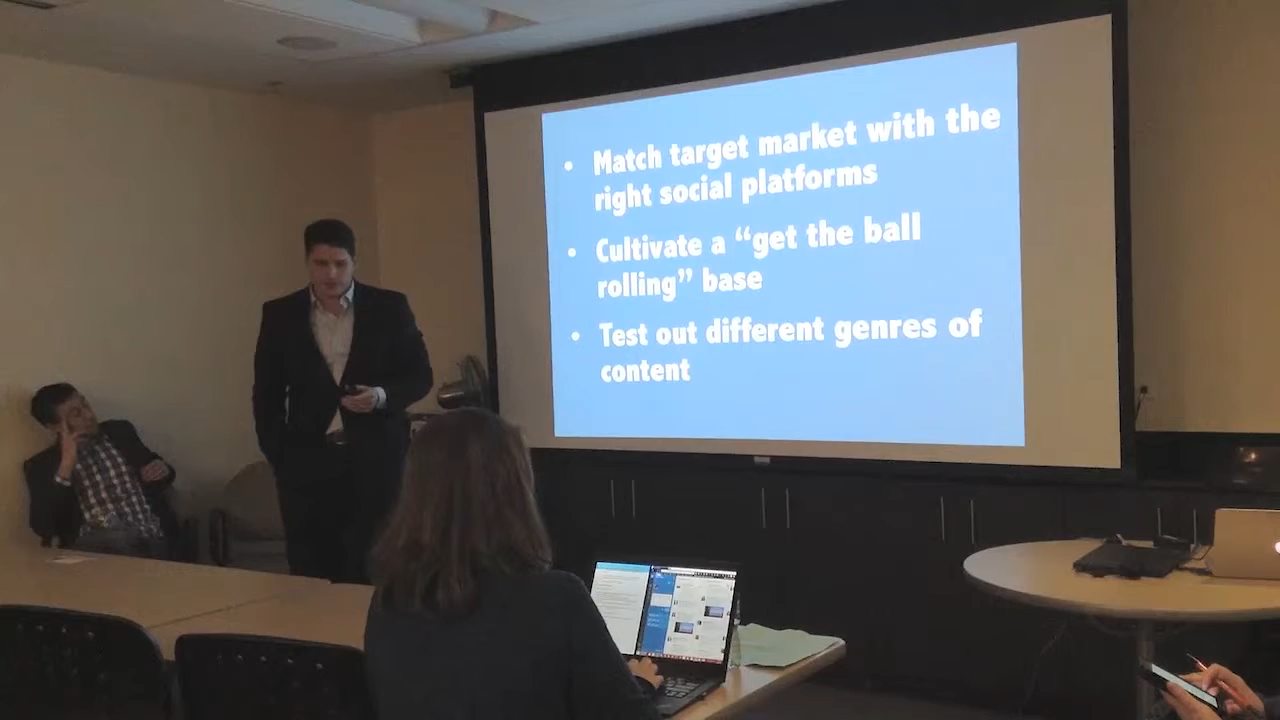 • Match target market with the
right social platforms
• Cultivate a “get the ball
rolling” base
• Test out different genres of
content